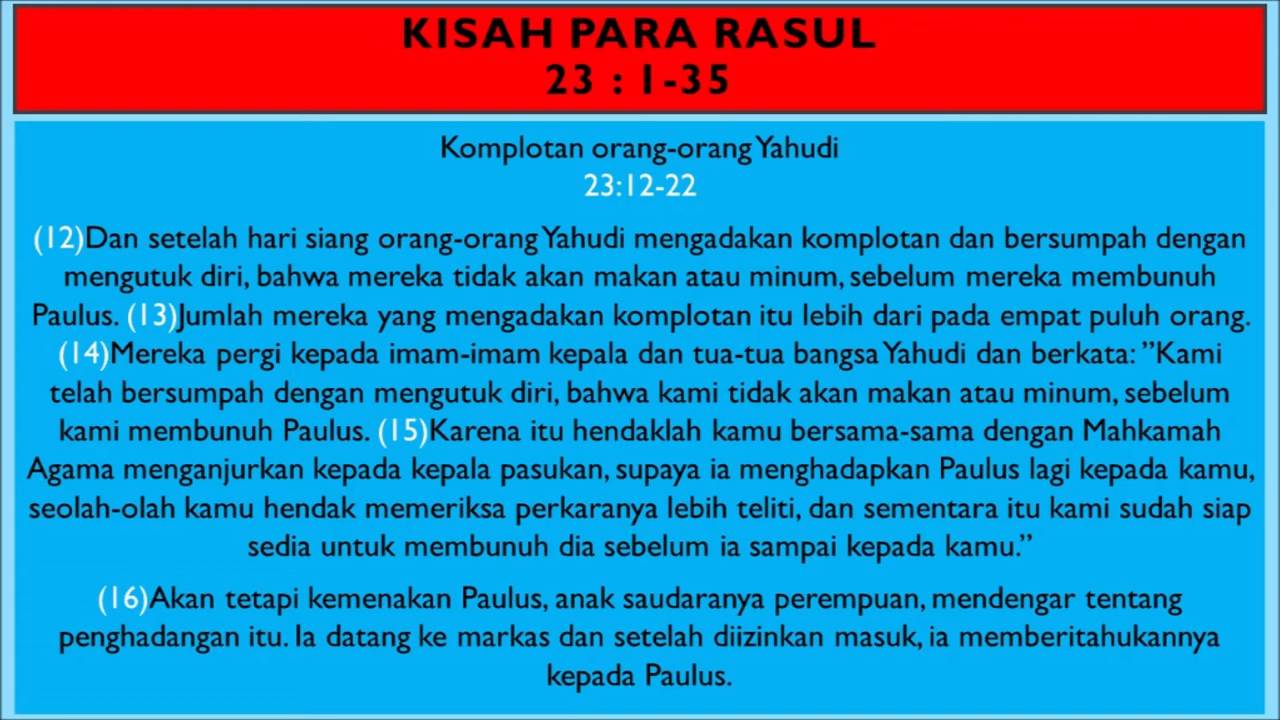 KISAH PARA RASUL
23 : 1-35
Komplotan orang-orang Yahudi
23:12-22
(12)Dan setelah hari siang orang-orang Yahudi mengadakan komplotan dan bersumpah dengan
mengutuk diri, bahwa mereka tidak akan makan atau minum, sebelum mereka membunuh
Paulus. (13)Jumlah mereka yang mengadakan komplotan itu lebih dari pada empat puluh orang.
(14)Mereka pergi kepada imam-imam kepala dan tua-tua bangsa Yahudi dan berkata: ”Kami
telah bersumpah dengan mengutuk diri, bahwa kami tidak akan makan atau minum, sebelum
kami membunuh Paulus. (15)Karena itu hendaklah kamu bersama-sama dengan Mahkamah
Agama menganjurkan kepada kepala pasukan, supaya ia menghadapkan Paulus lagi kepada kamu,
seolah-olah kamu hendak memeriksa perkaranya lebih teliti, dan sementara itu kami sudah siap
sedia untuk membunuh dia sebelum ia sampai kepada kamu.”
(16)Akan tetapi kemenakan Paulus, anak saudaranya perempuan, mendengar tentang
penghadangan itu. Ia datang ke markas dan setelah diizinkan masuk, ia memberitahukannya
kepada Paulus.